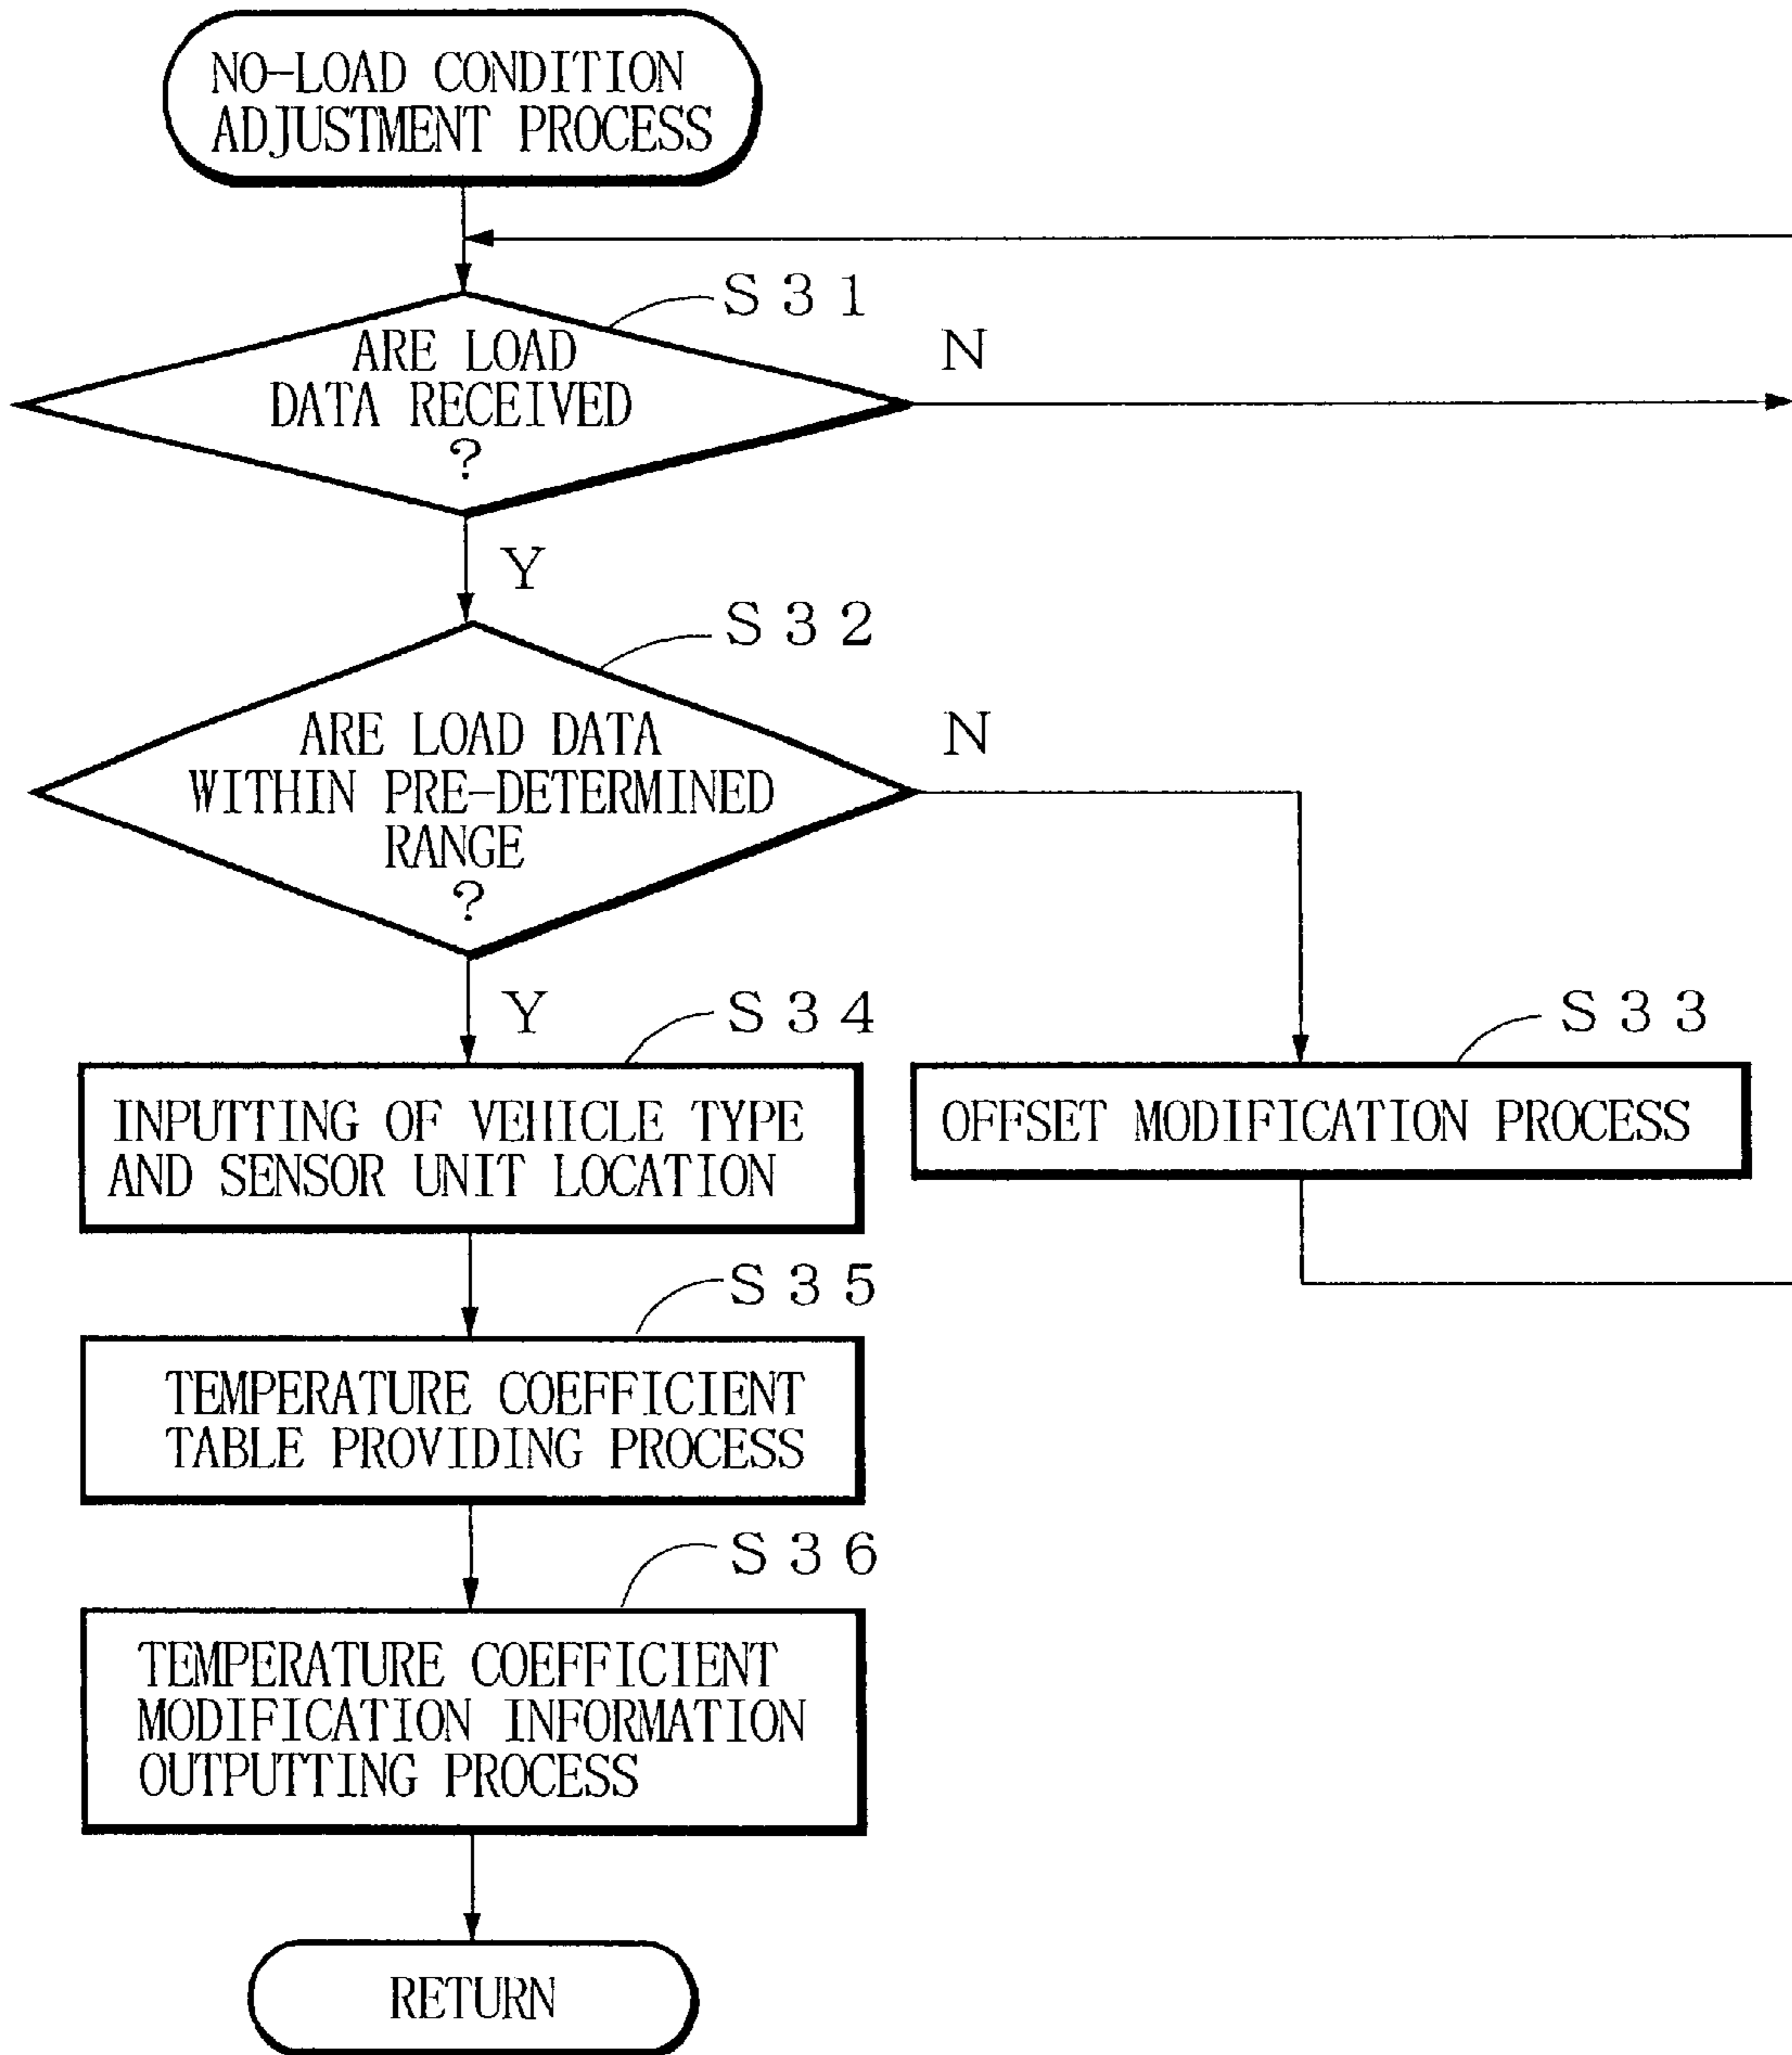 NO-LOAD CONDITION
ADJUSTMENT PROCESS
S31
ARE LOAD
DATA RECEIVED
?
N
Y
S32
ARE LOAD DATA
WITHIN PRE-DETERMINED
RANGE
?
N
Y
S34
INPUTTING OF VEHICLE TYPE
AND SENSOR UNIT LOCATION
S33
OFFSET MODIFICATION PROCESS
S35
TEMPERATURE COEFFICIENT
TABLE PROVIDING PROCESS
S36
TEMPERATURE COEFFICIENT
MODIFICATION INFORMATION
OUTPUTTING PROCESS
RETURN